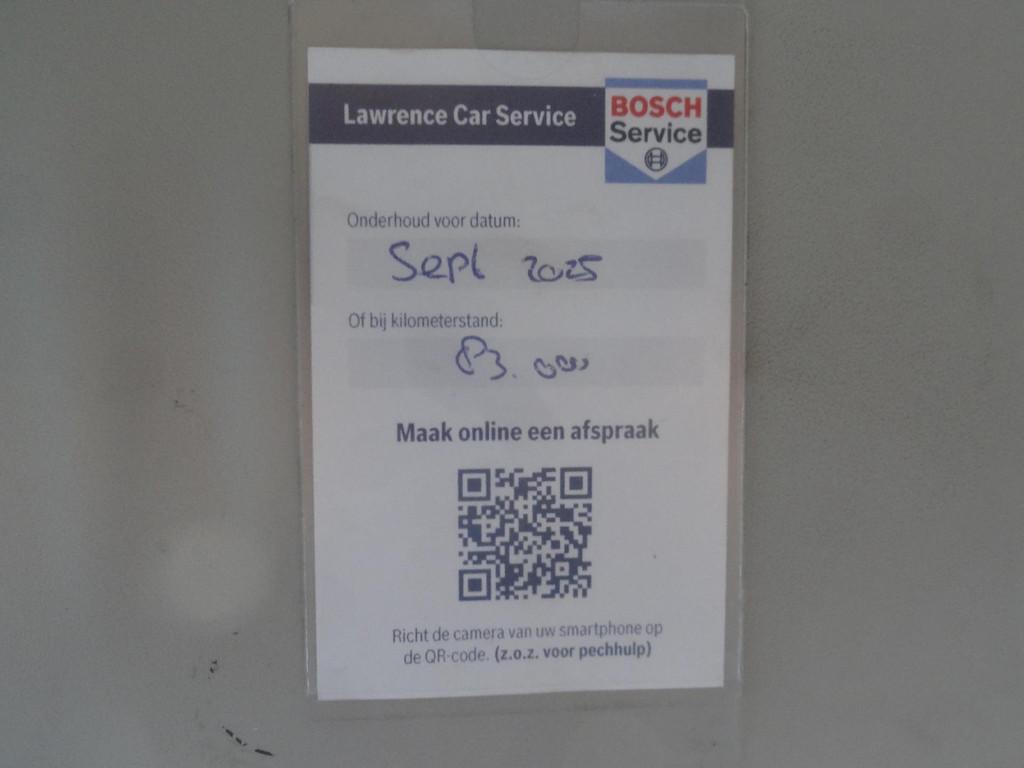 Lawrence Car Service
BOSCH
Service
Onderhoud voor datum:
Sept 2025
Of bij kilometerstand:
83.000
Maak online een afspraak
Richt de camera van uw smartphone op
de QR-code. (z.o.z. voor pechhulp)